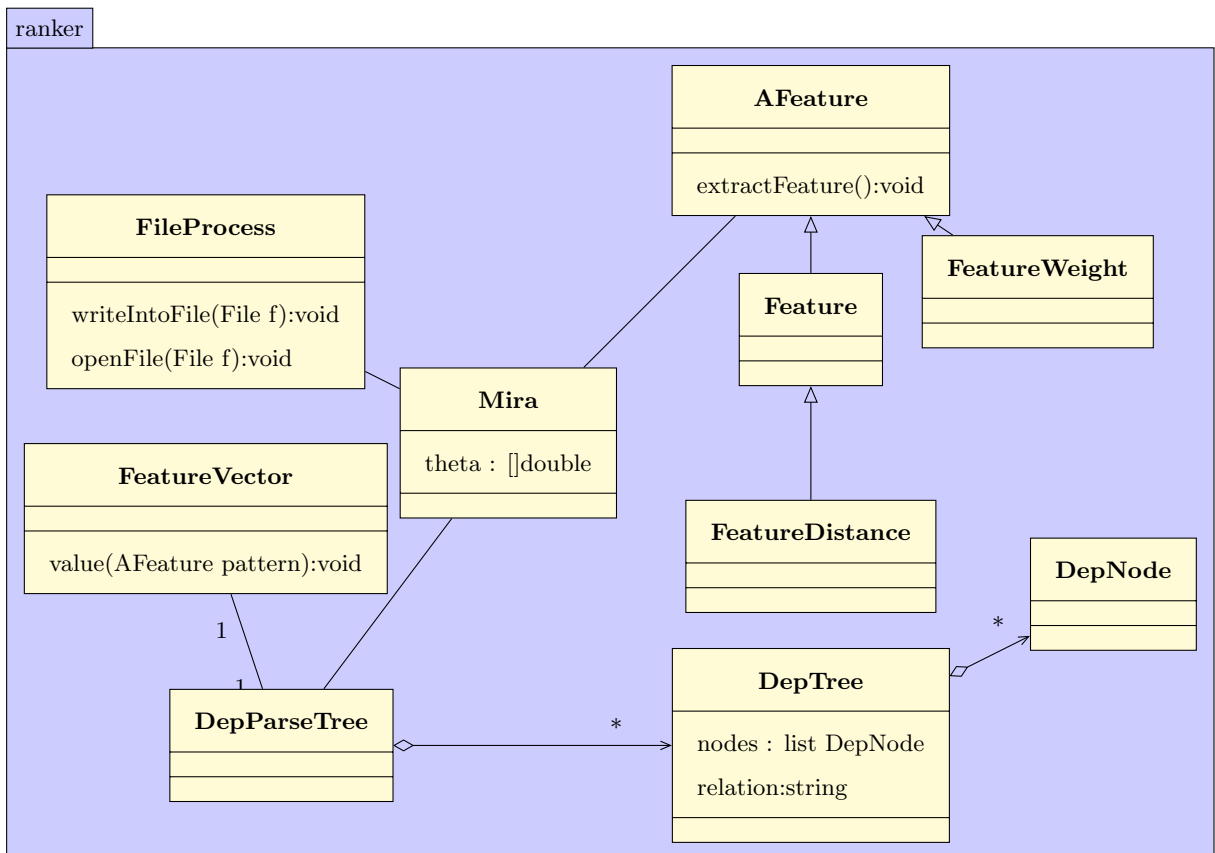 ranker
AFeature
extractFeature():void
FileProcess
writeIntoFile(File f):void
openFile(File f):void
FeatureWeight
Feature
Mira
theta : []double
FeatureVector
value(AFeature pattern):void
FeatureDistance
DepNode
1
*
1
DepParseTree
*
DepTree
nodes : list DepNode
relation:string